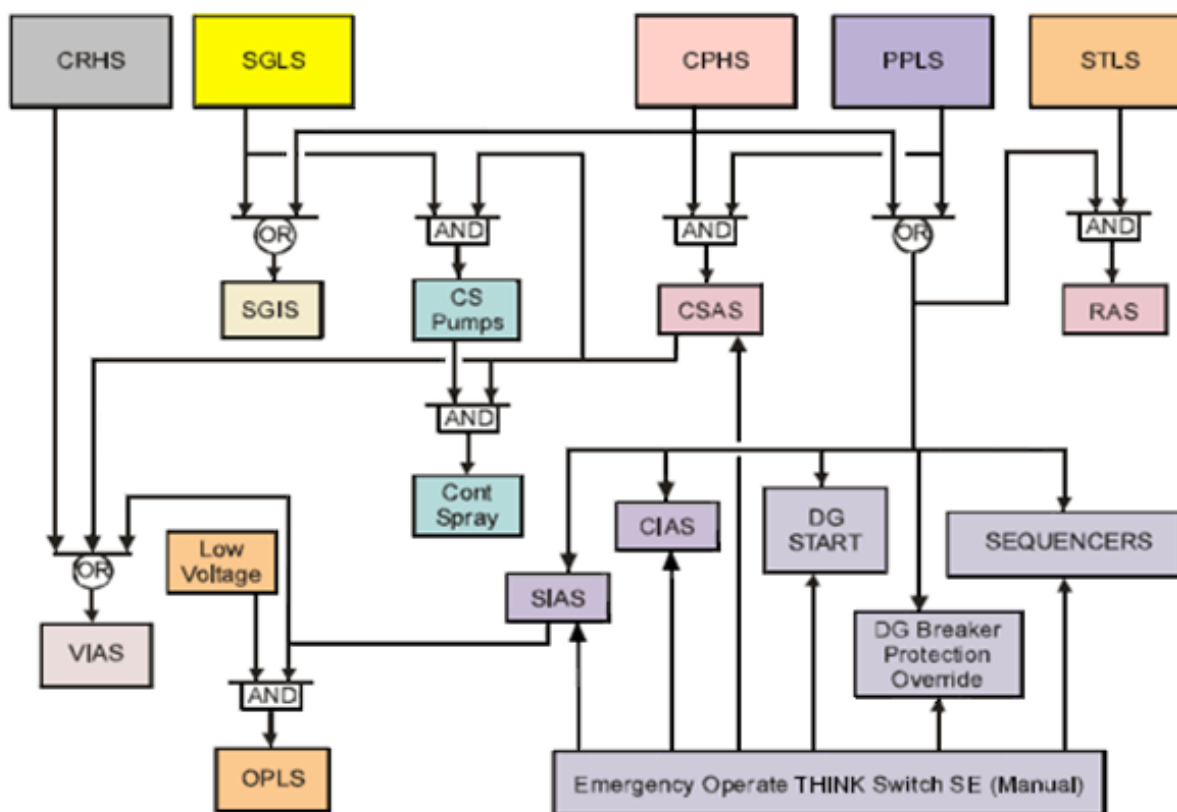 CRHS
SGLS
CPHS
PPLS
STLS
OR
AND
AND
OR
AND
SGIS
CS
Pumps
CSAS
RAS
AND
Cont
Spray
CIAS
DG
START
SEQUENCERS
OR
Low
Voltage
SIAS
VIAS
DG Breaker
Protection
Override
AND
OPLS
Emergency Operate THINK Switch SE (Manual)